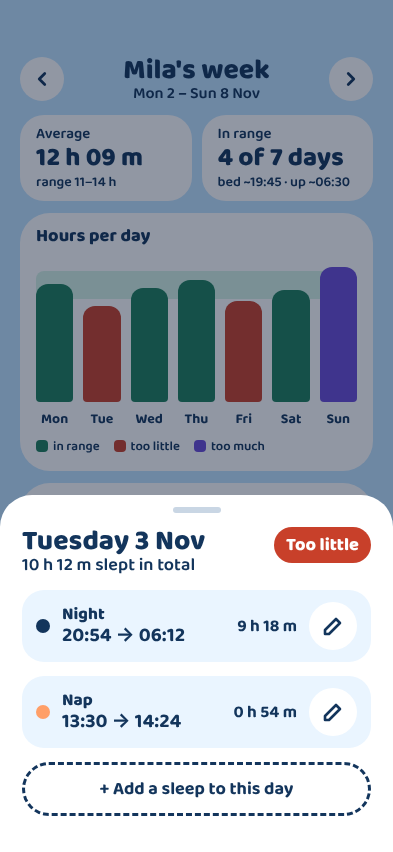 Mila's week
Mon 2 – Sun 8 Nov
Average
12 h 09 m
range 11–14 h
In range
4 of 7 days
bed ~19:45 · up ~06:30
Hours per day
Mon Tue Wed Thu Fri Sat Sun
in range too little too much
Tuesday 3 Nov
10 h 12 m slept in total
Too little
Night
20:54 → 06:12
9 h 18 m
Nap
13:30 → 14:24
0 h 54 m
+ Add a sleep to this day